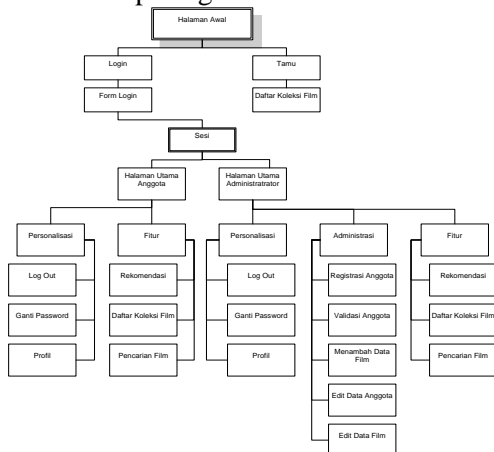 Halaman Awal
Login
Tamu
Form Login
Daftar Koleksi Film
Sesi
Halaman Utama
Anggota
Halaman Utama
Administratrator
Personalisasi
Fitur
Personalisasi
Administrasi
Fitur
Log Out
Rekomendasi
Log Out
Registrasi Anggota
Rekomendasi
Ganti Password
Daftar Koleksi Film
Ganti Password
Validasi Anggota
Daftar Koleksi Film
Profil
Pencarian Film
Profil
Menambah Data
Film
Pencarian Film
Edit Data Anggota
Edit Data Film